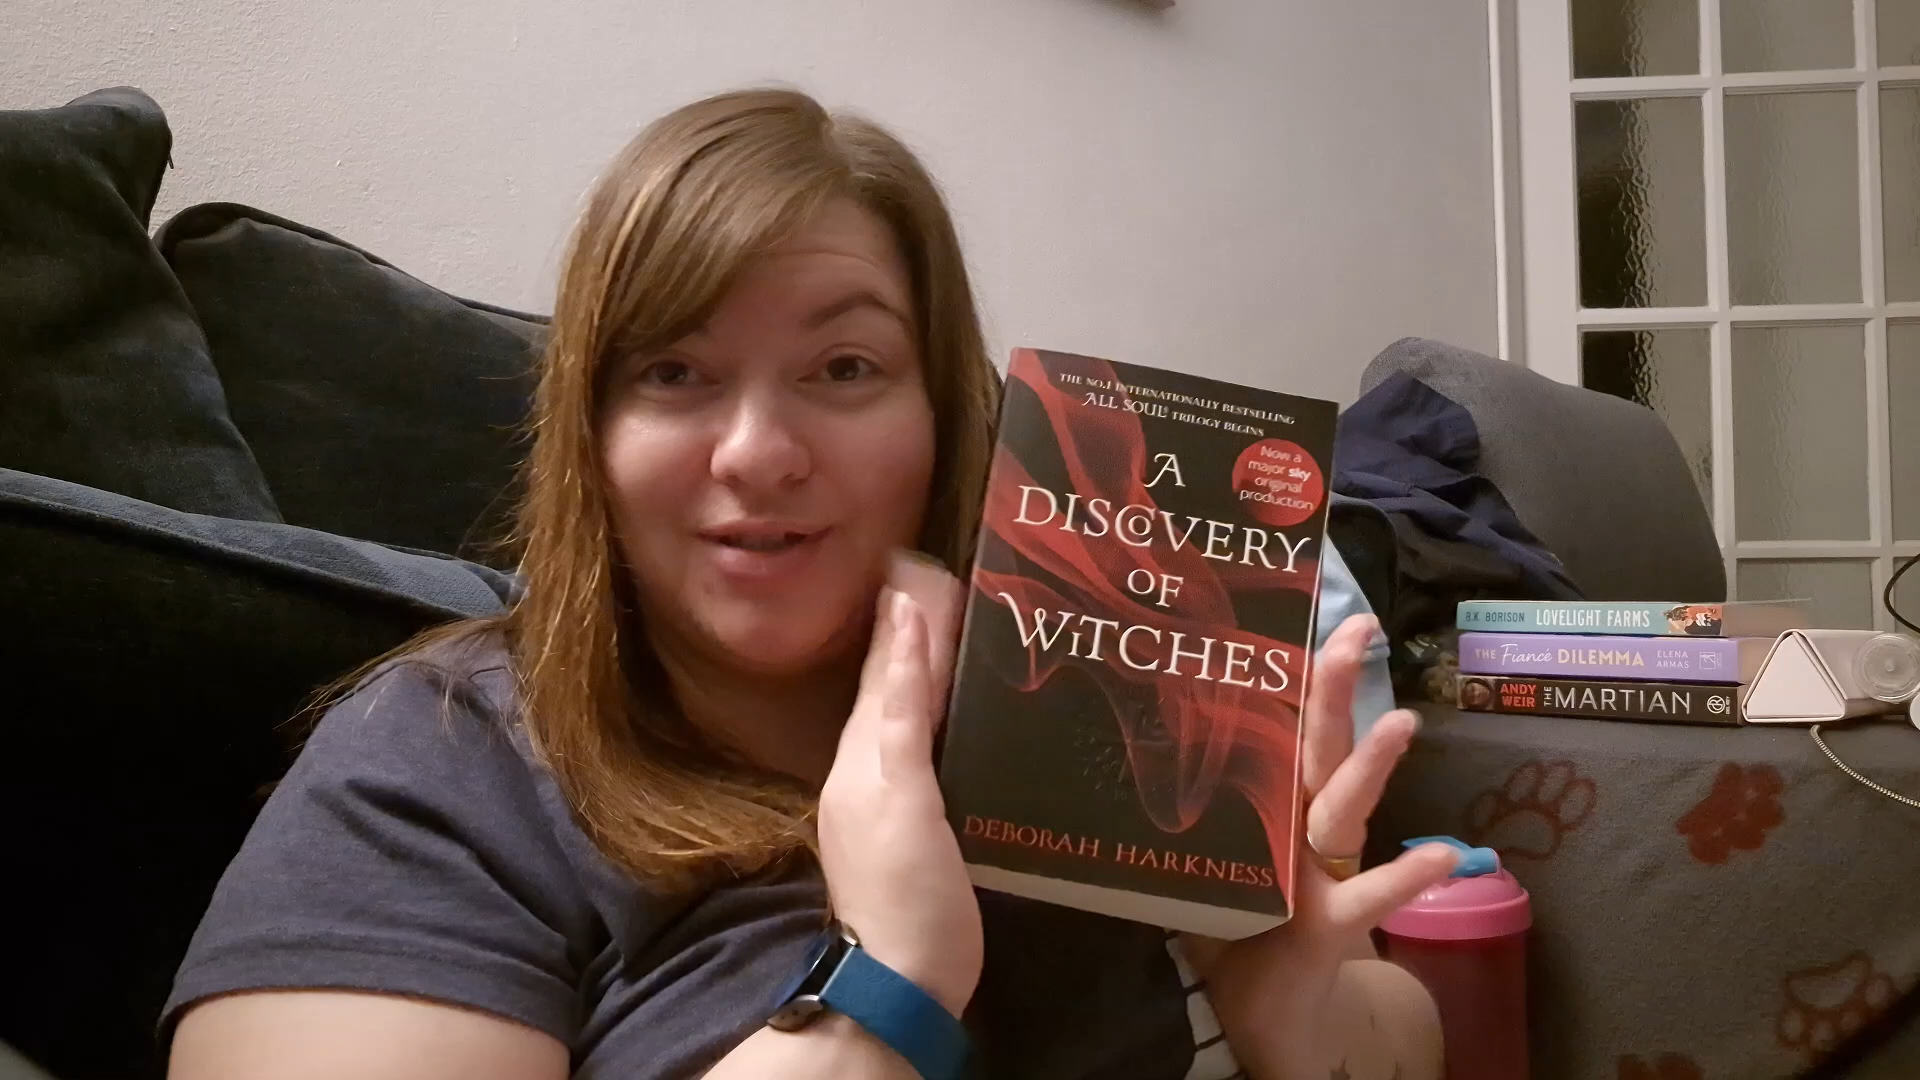 THE NO.1 INTERNATIONALLY BESTSELLING
ALL SOULS TRILOGY BEGINS
Now a
major sky
original
production
A
DISCOVERY
OF
WITCHES
DEBORAH HARKNESS
B.K. BORISON LOVELIGHT FARMS
THE Fiancé DILEMMA ELENA ARMAS
ANDY WEIR THE MARTIAN